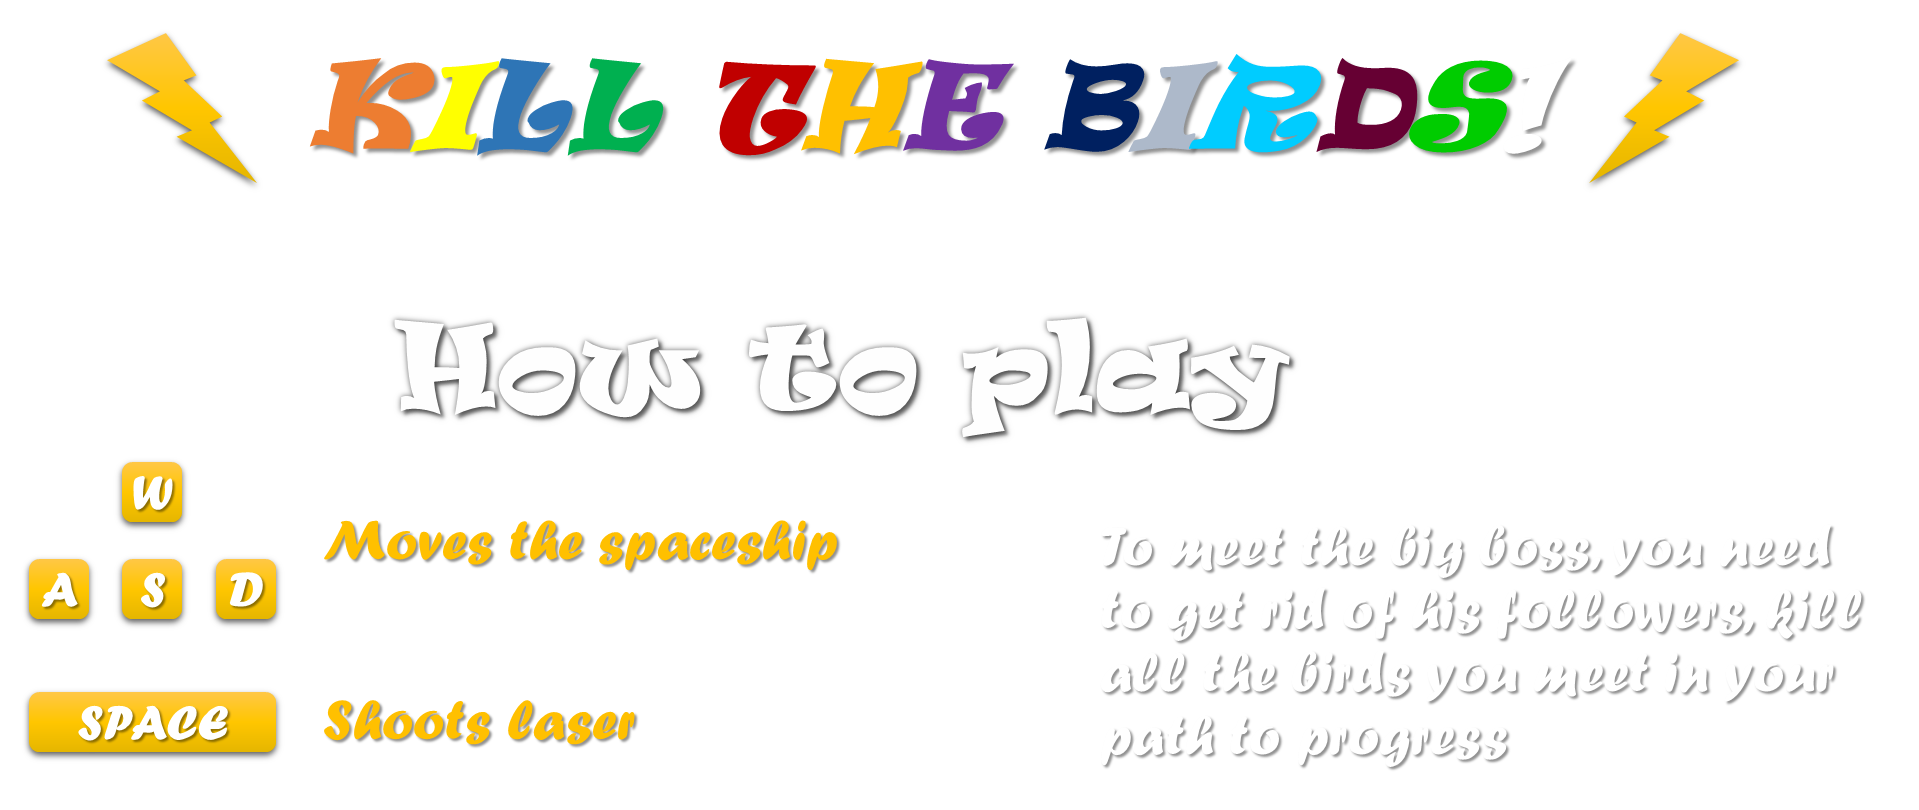 KILL THE BIRDS!
How to play
W
A S D
Moves the spaceship
SPACE
Shoots laser
To meet the big boss, you need
to get rid of his followers, kill
all the birds you meet in your
path to progress